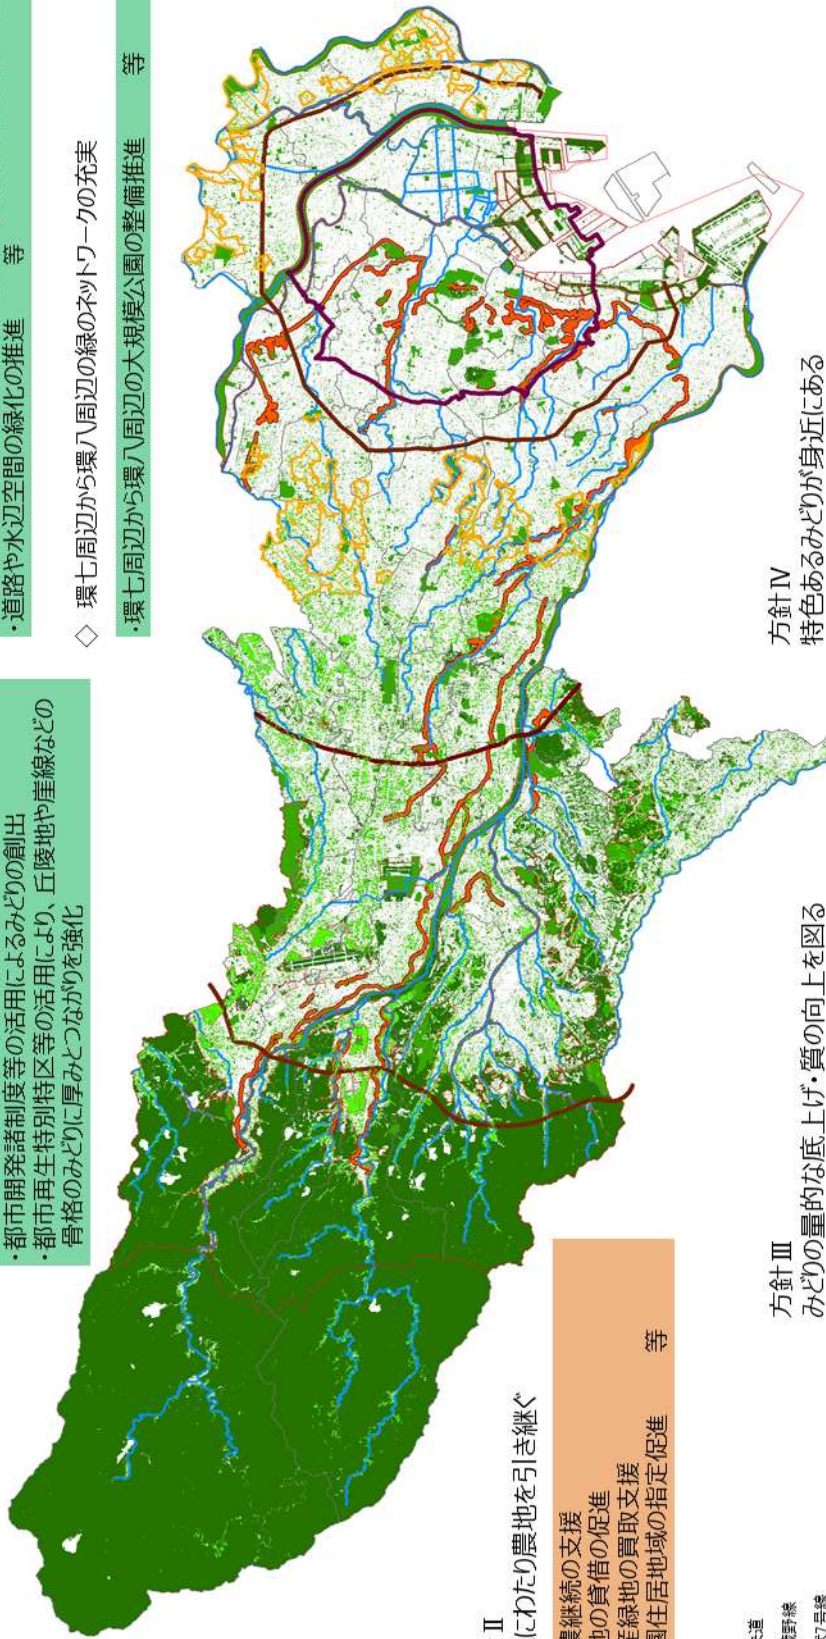 ・都市開発諸制度等の活用によるみどりの創出
・都市再生特別特区等の活用により、丘陵地や崖線などの
骨格のみどりに厚みとつながりを強化
・道路や水辺空間の緑化の推進 等
◇ 環七周辺から環八周辺の緑のネットワークの充実
・環七周辺から環八周辺の大規模公園の整備推進 等
Ⅱ
にわたり農地を引き継ぐ
継続の支援
地の貸借の促進
緑地の買取支援
住居地域の指定促進 等
方針Ⅲ
みどりの量的な底上げ・質の向上を図る
方針Ⅳ
特色あるみどりが身近にある
道
野線
7号線